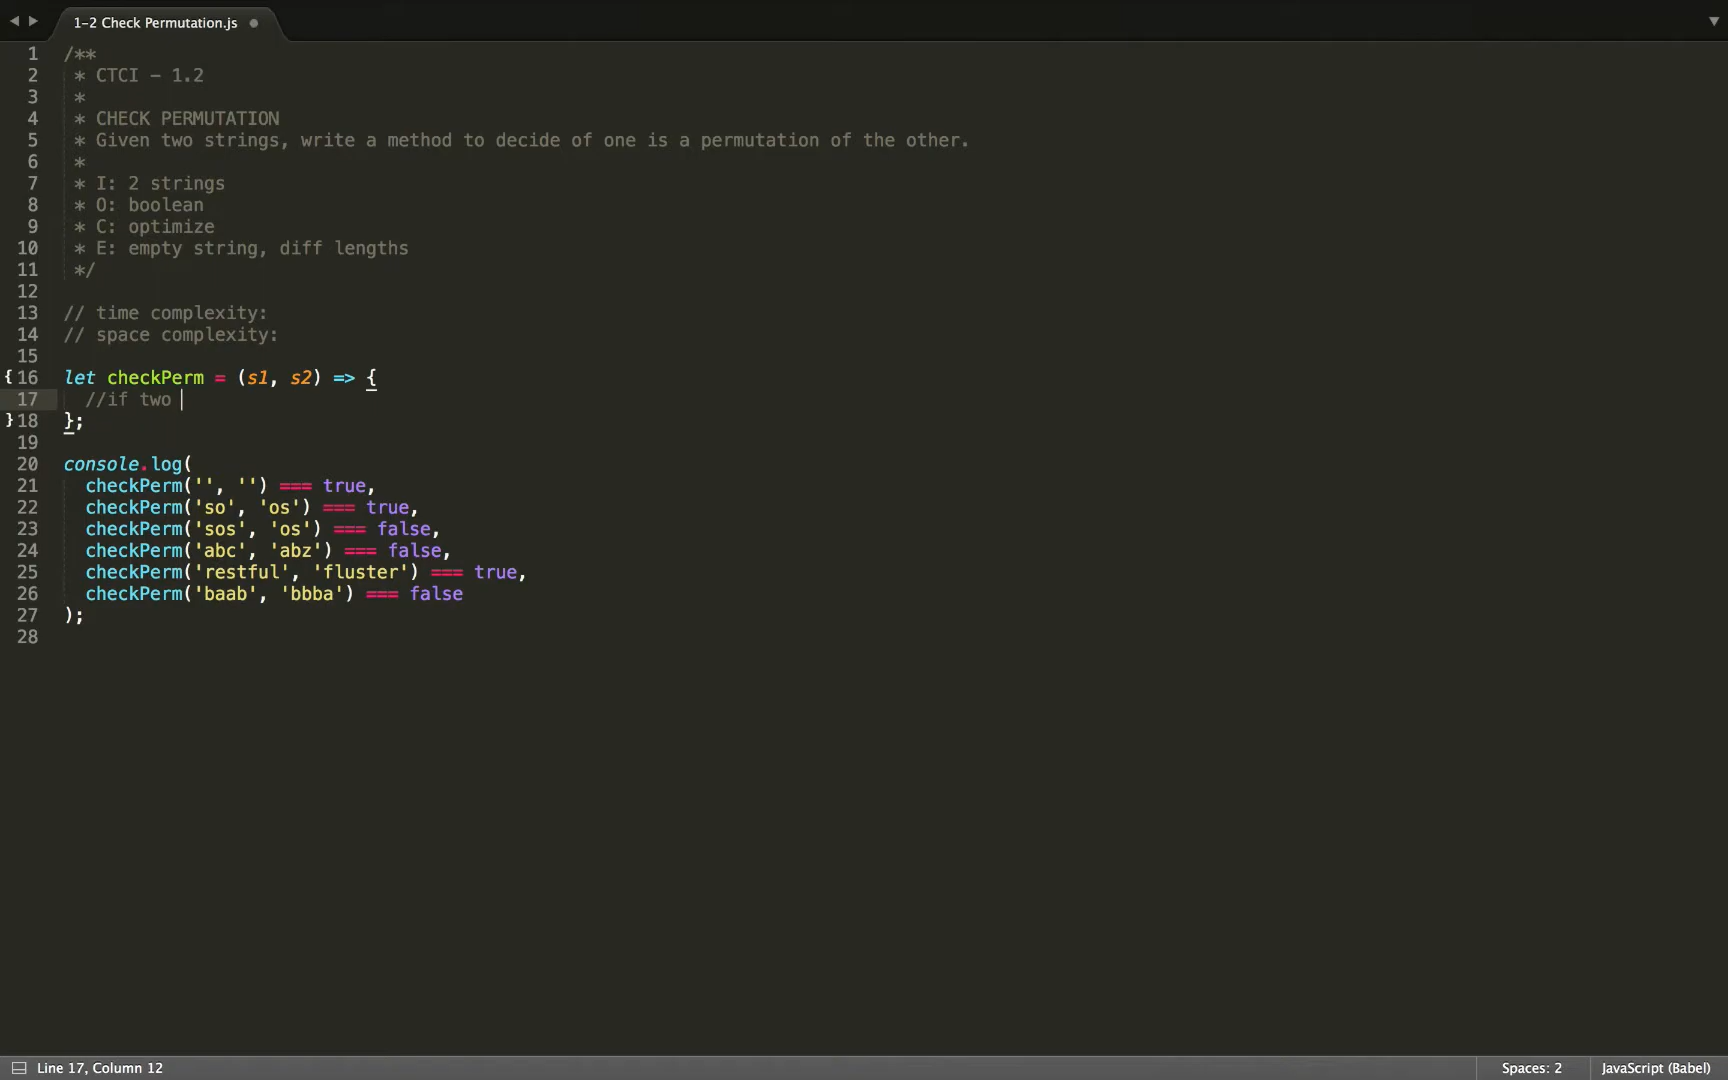 1-2 Check Permutation.js
1 /**
2 * CTCI - 1.2
3 *
4 * CHECK PERMUTATION
5 * Given two strings, write a method to decide of one is a permutation of the other.
6 *
7 * I: 2 strings
8 * O: boolean
9 * C: optimize
10 * E: empty string, diff lengths
11 */
12
13 // time complexity:
14 // space complexity:
15
{ 16 let checkPerm = (s1, s2) => {
17 //if two
} 18 };
19
20 console.log(
21 checkPerm('', '') === true,
22 checkPerm('so', 'os') === true,
23 checkPerm('sos', 'os') === false,
24 checkPerm('abc', 'abz') === false,
25 checkPerm('restful', 'fluster') === true,
26 checkPerm('baab', 'bbba') === false
27 );
28
Line 17, Column 12 Spaces: 2 JavaScript (Babel)